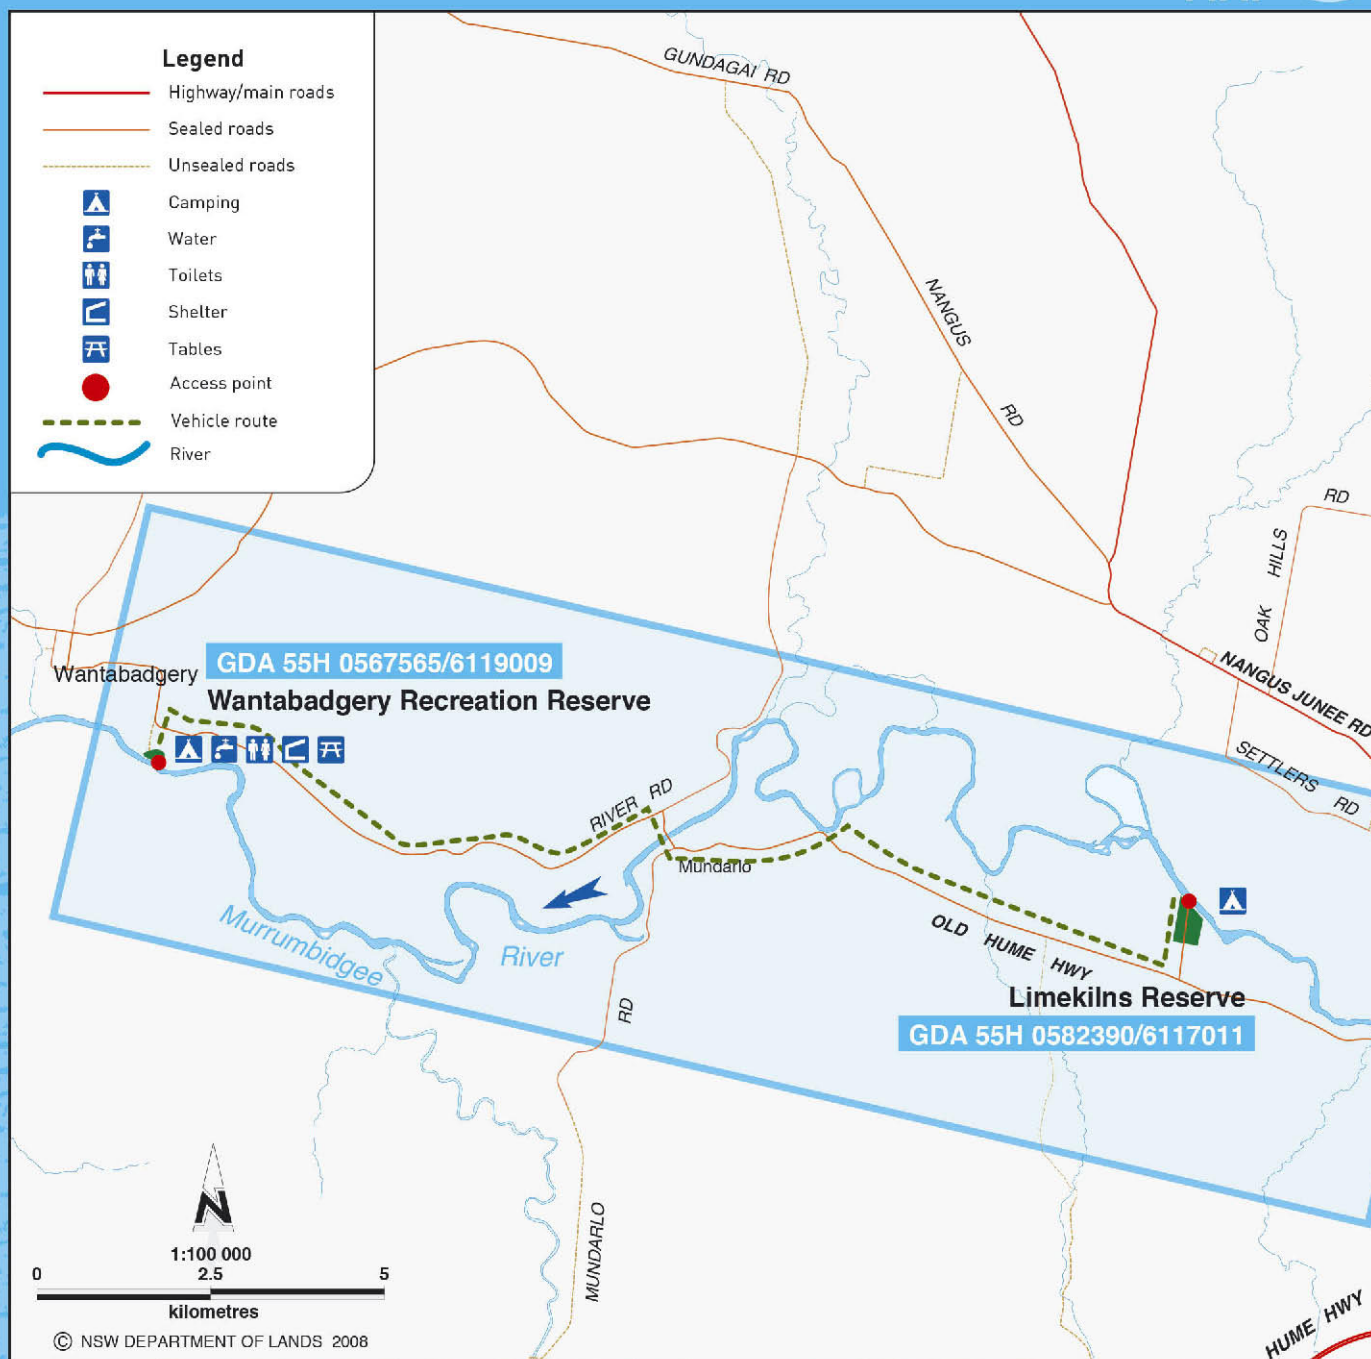 Legend
Highway/main roads
Sealed roads
Unsealed roads
Camping
Water
Toilets
Shelter
Tables
Access point
Vehicle route
River
GUNDAGAI RD
NANGUS
RD
RD
OAK HILLS
NANGUS JUNEE RD
SETTLERS RD
Wantabadgery
GDA 55H 0567565/6119009
Wantabadgery Recreation Reserve
RIVER RD
Mundarlo
Murrumbidgee
River
OLD HUME HWY
Limekilns Reserve
GDA 55H 0582390/6117011
RD
MUNDARLO
N
1:100 000
0 2.5 5
kilometres
© NSW DEPARTMENT OF LANDS 2008
HUME HWY